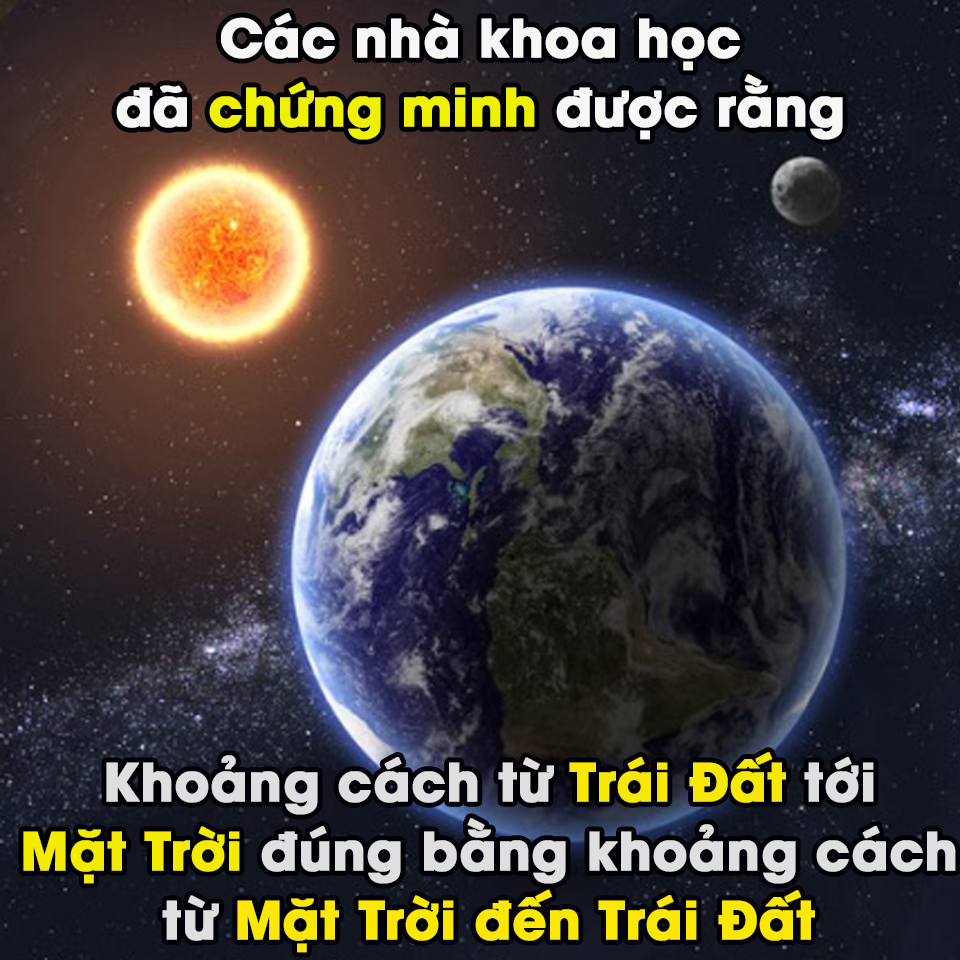 Các nhà khoa học
đã chứng minh được rằng
Khoảng cách từ Trái Đất tới
Mặt Trời đúng bằng khoảng cách
từ Mặt Trời đến Trái Đất